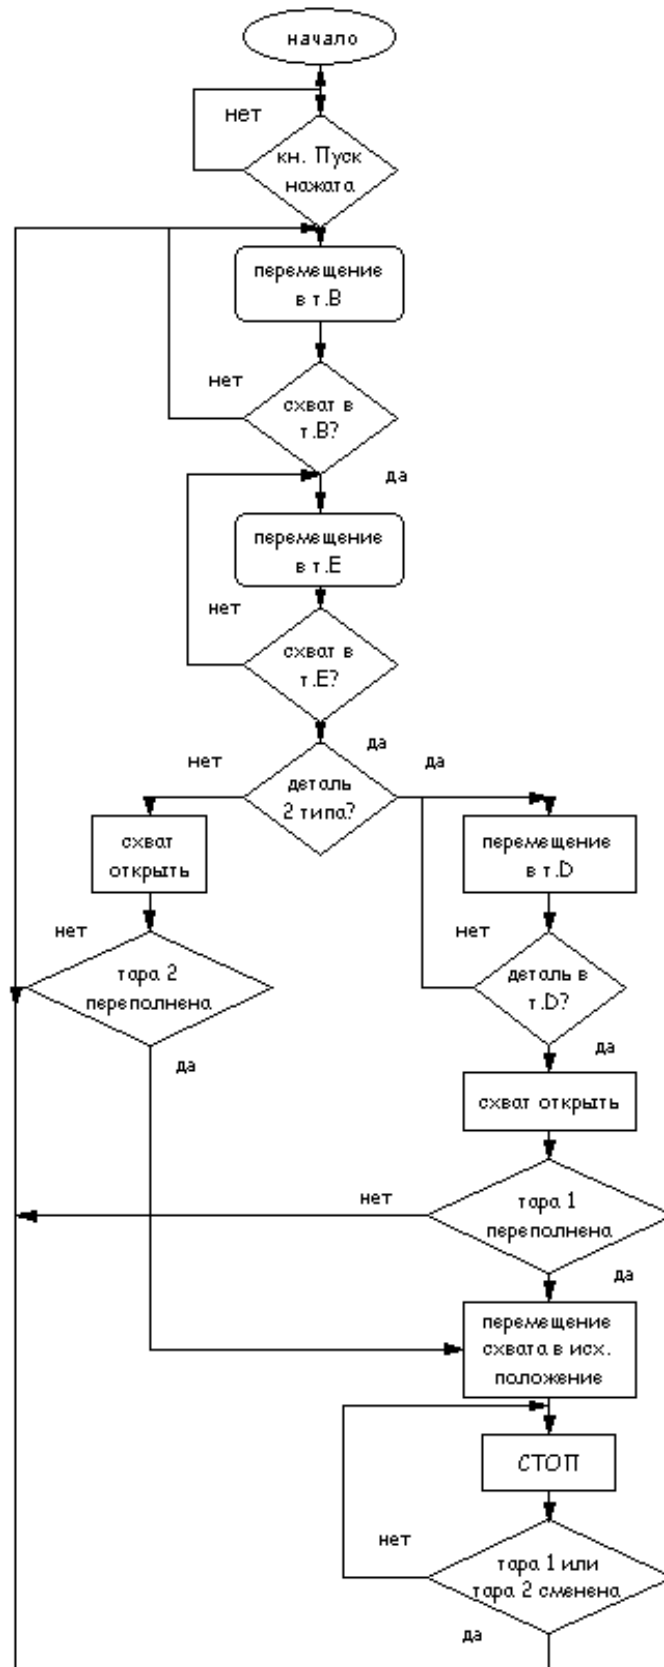 начало
нет
кн. Пуск
нажата
перемещение
в т.В
нет
схват в
т.В?
да
перемещение
в т.Е
нет
схват в
т.Е?
да
нет
да
деталь
2 типа?
схват
открыть
перемещение
в т.D
нет
нет
тара 2
переполнена
деталь в
т.D?
да
да
схват открыть
нет
тара 1
переполнена
да
перемещение
схвата в исх.
положение
СТОП
нет
тара 1 или
тара 2 сменена
да